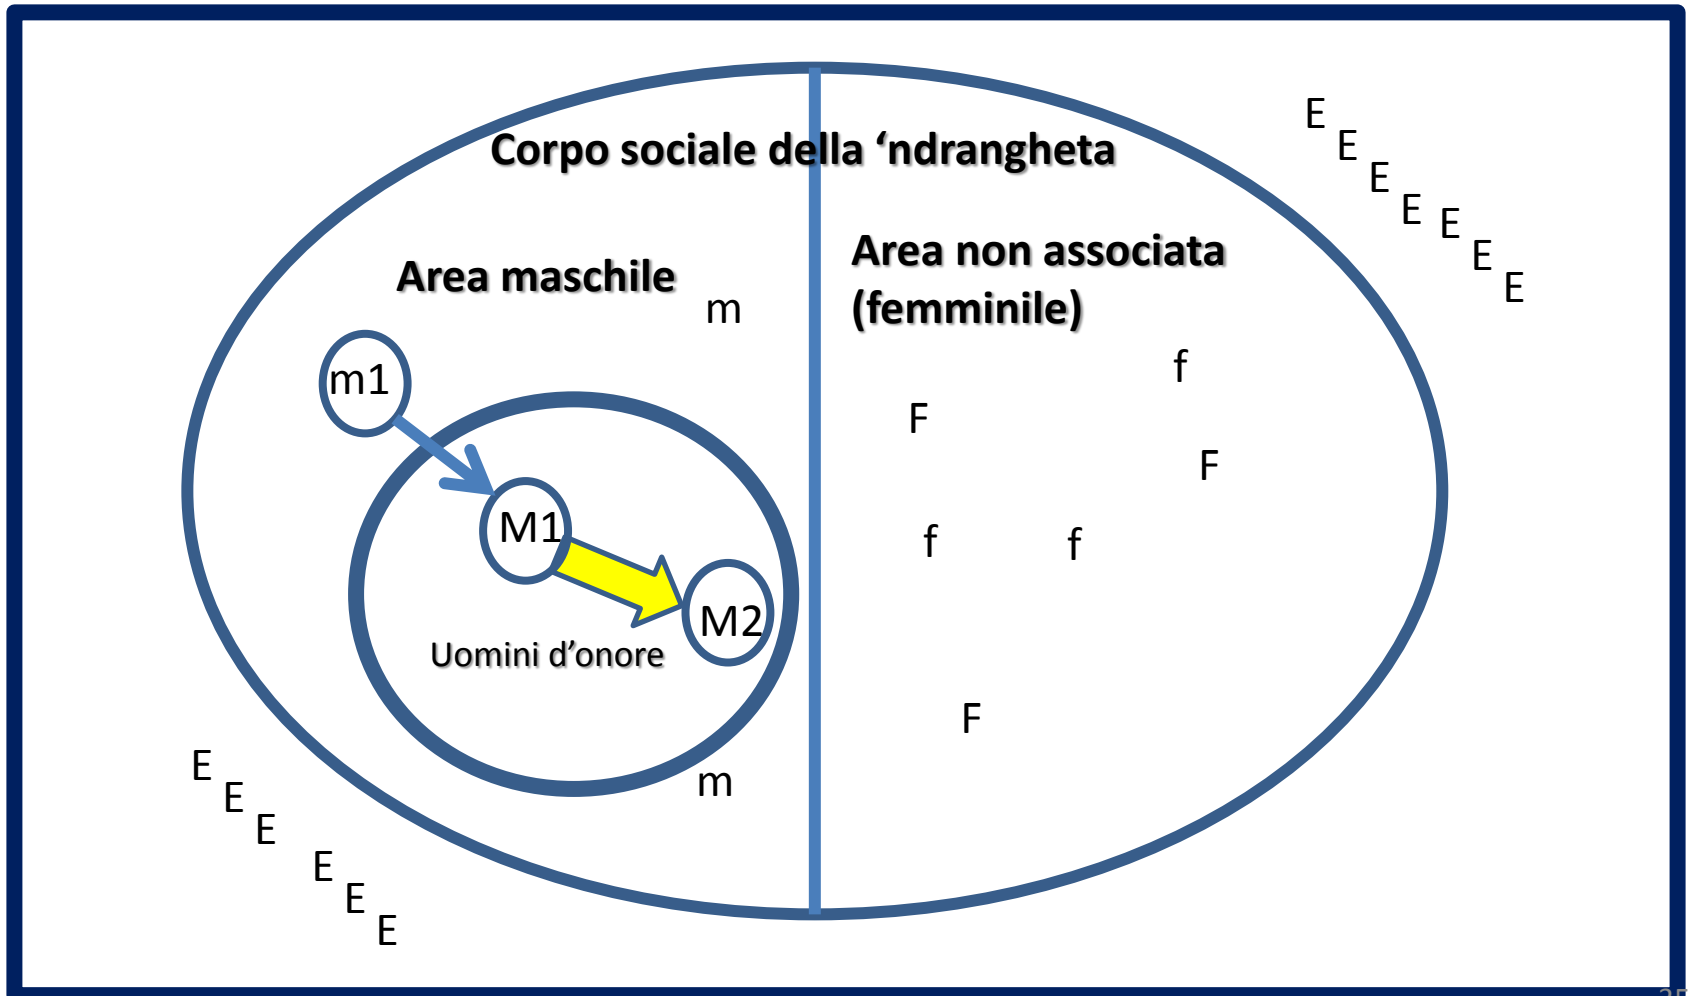 Corpo sociale della ‘ndrangheta
Area maschile
m
Area non associata
(femminile)
m1
M1
M2
Uomini d’onore
m
f
F
F
f
f
F
E
E
E
E
E
E
E
E
E
E
E
E
E